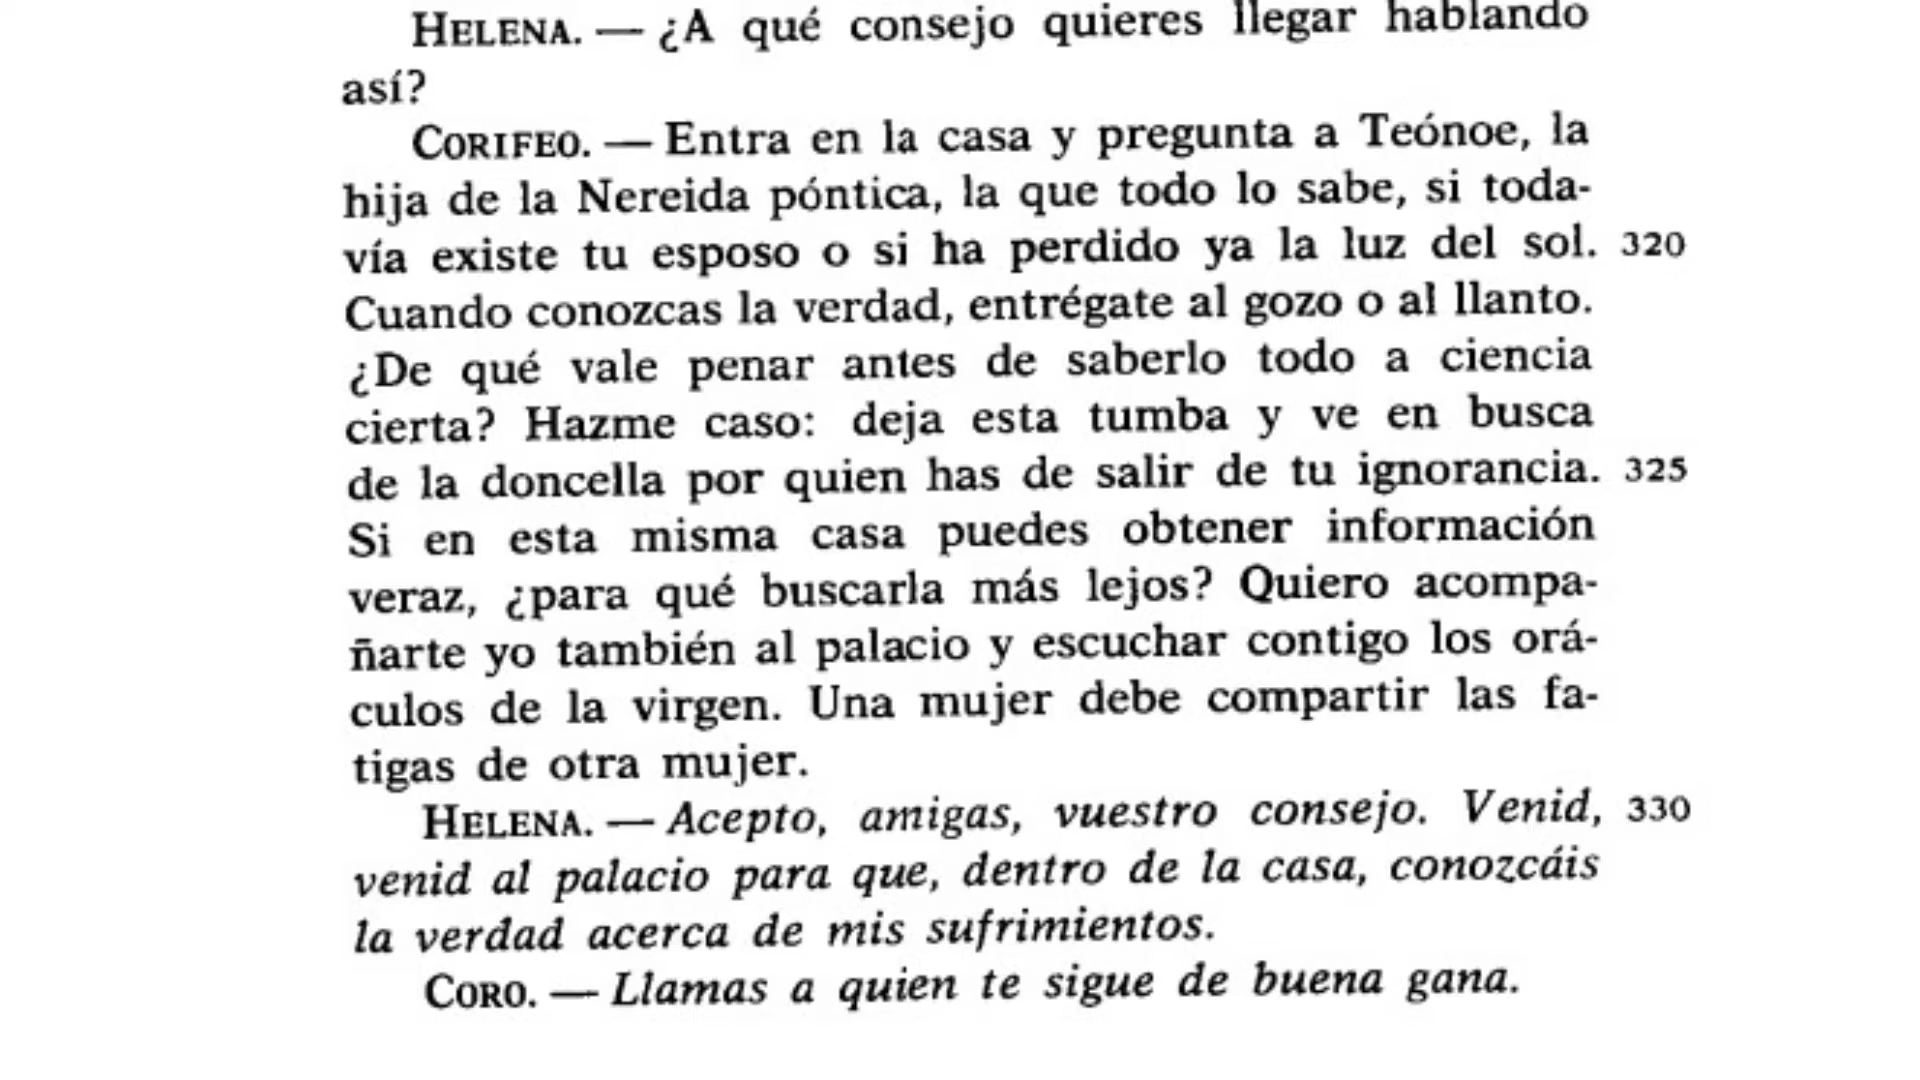 HELENA. — ¿A qué consejo quieres llegar hablando
así?
CORIFEO. — Entra en la casa y pregunta a Teónoe, la
hija de la Nereida póntica, la que todo lo sabe, si toda-
vía existe tu esposo o si ha perdido ya la luz del sol. 320
Cuando conozcas la verdad, entrégate al gozo o al llanto.
¿De qué vale penar antes de saberlo todo a ciencia
cierta? Hazme caso: deja esta tumba y ve en busca
de la doncella por quien has de salir de tu ignorancia. 325
Si en esta misma casa puedes obtener información
veraz, ¿para qué buscarla más lejos? Quiero acompa-
ñarte yo también al palacio y escuchar contigo los orá-
culos de la virgen. Una mujer debe compartir las fa-
tigas de otra mujer.
HELENA. — Acepto, amigas, vuestro consejo. Venid, 330
venid al palacio para que, dentro de la casa, conozcáis
la verdad acerca de mis sufrimientos.
CORO. — Llamas a quien te sigue de buena gana.